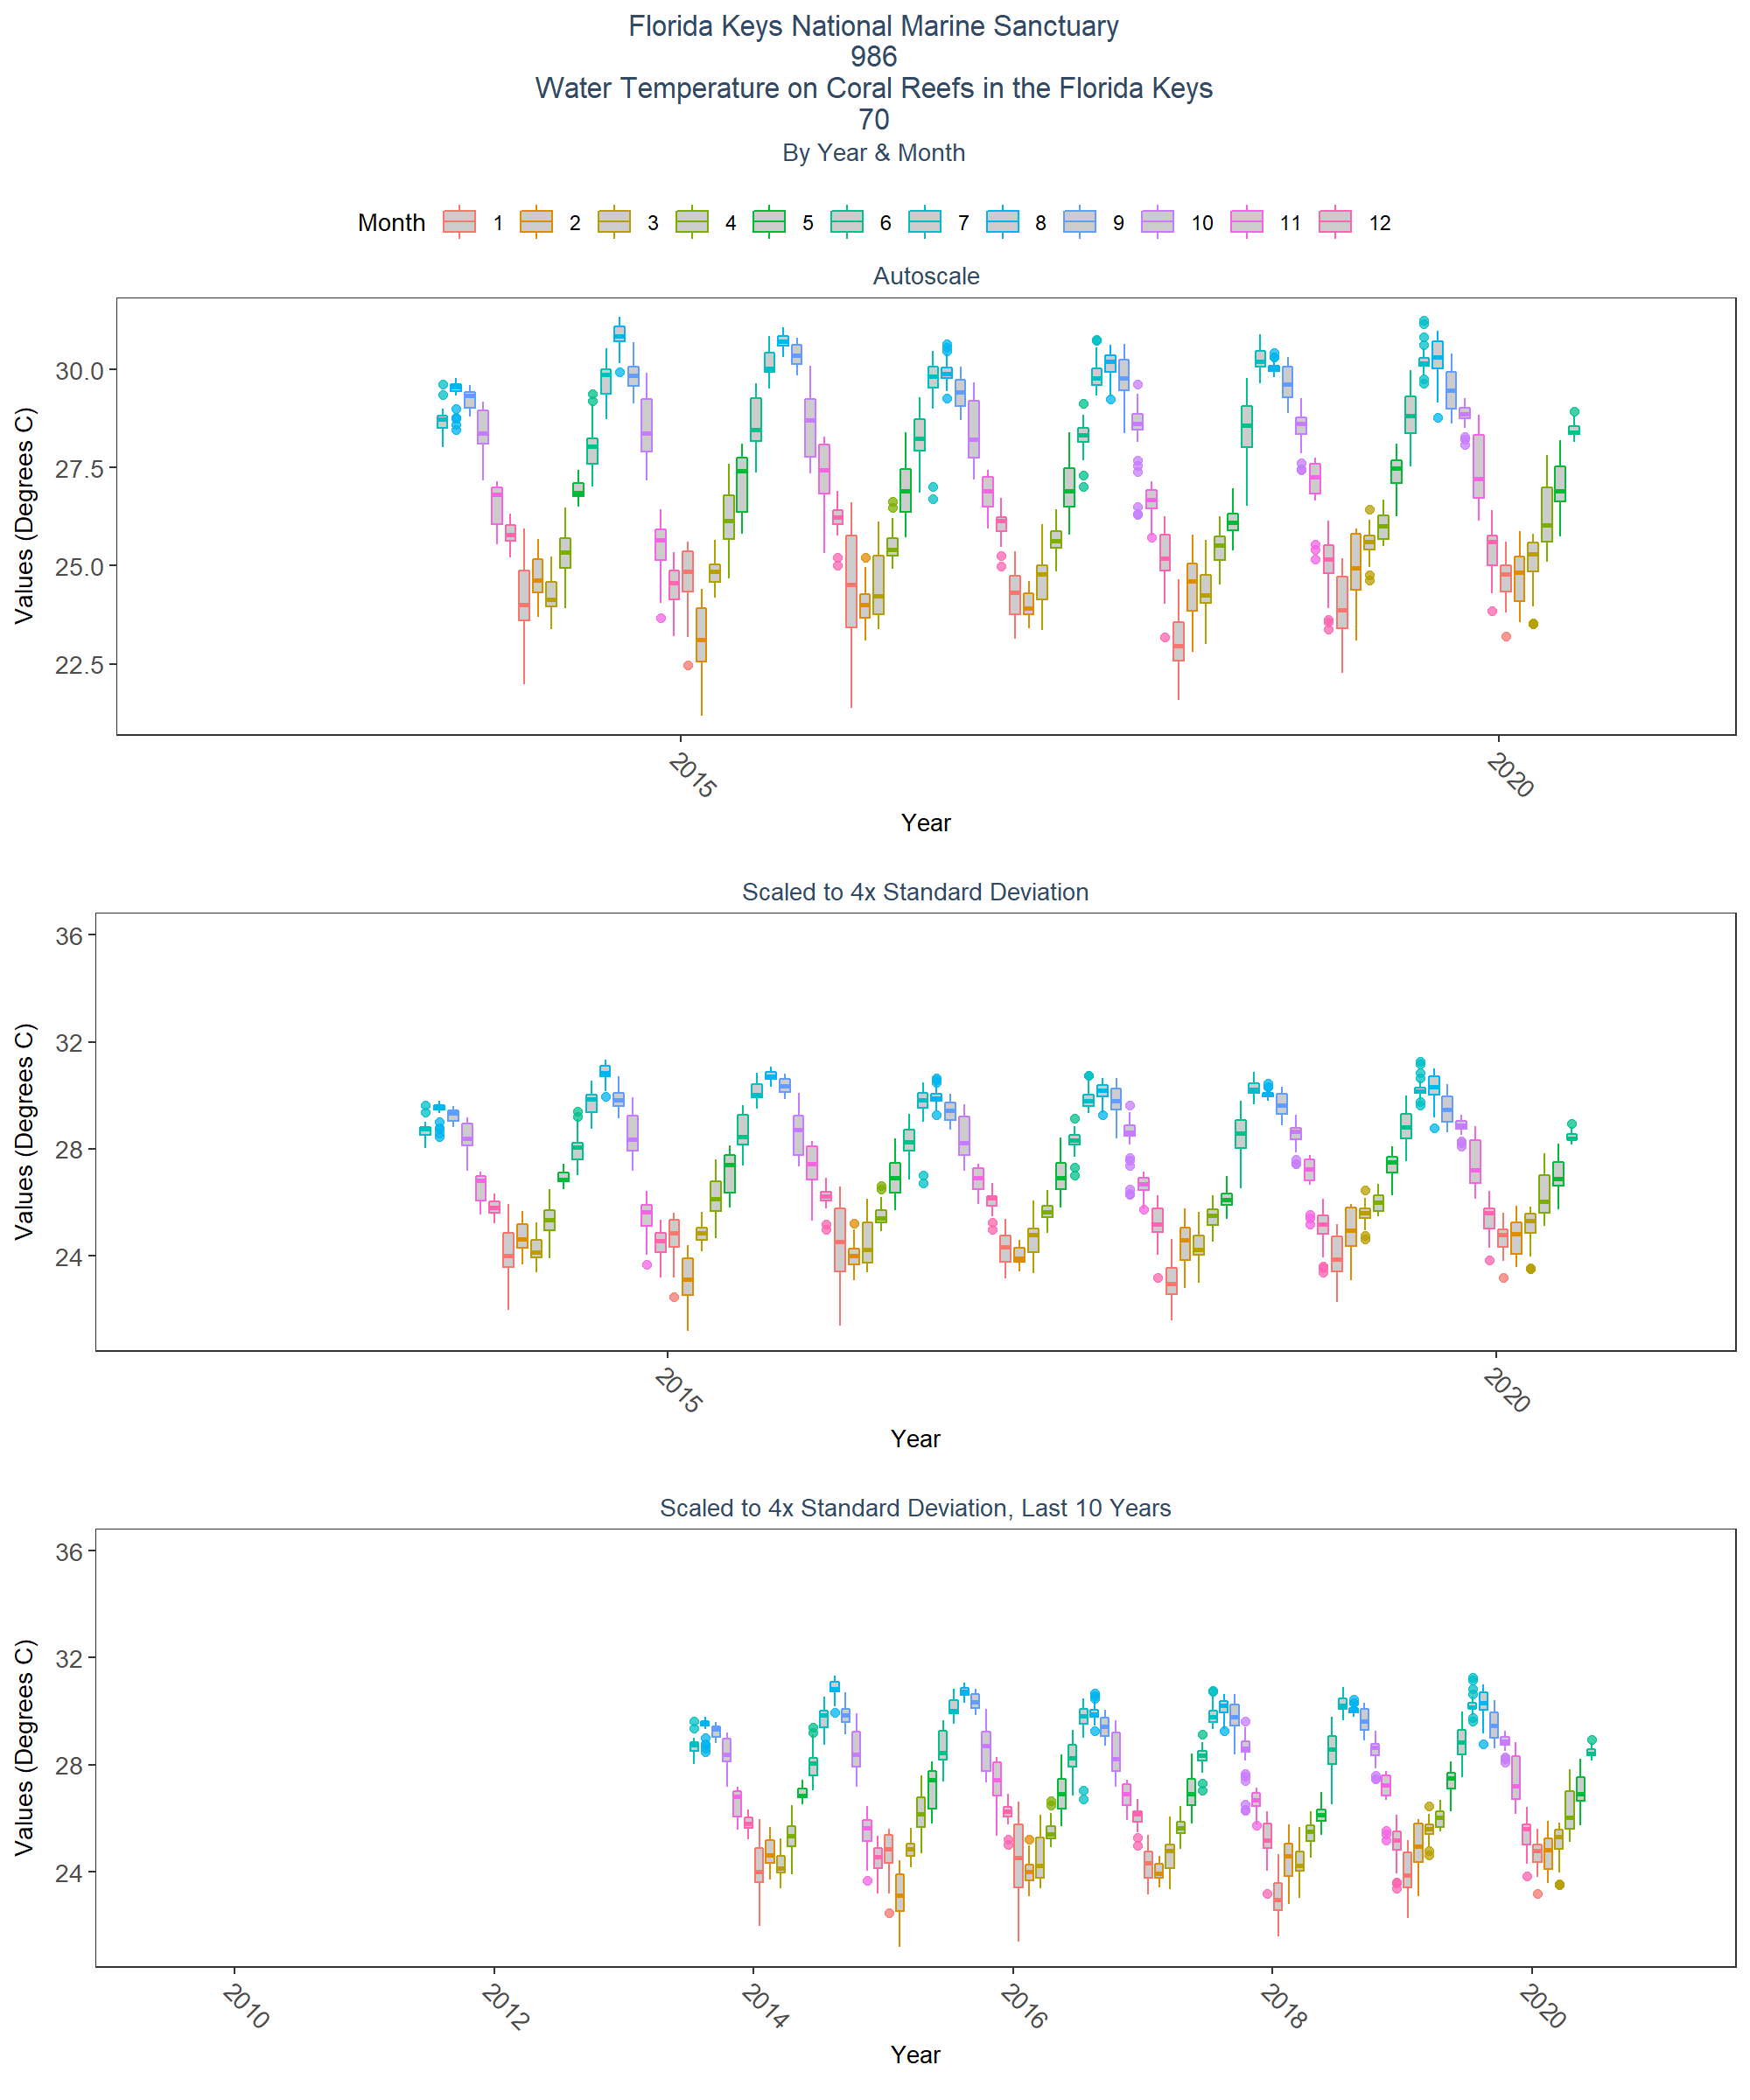 Florida Keys National Marine Sanctuary
986
Water Temperature on Coral Reefs in the Florida Keys
70
By Year & Month
Month 1 2 3 4 5 6 7 8 9 10 11 12
Autoscale
Values (Degrees C)
30.0
27.5
25.0
22.5
2015 2020
Year
Scaled to 4x Standard Deviation
Values (Degrees C)
36
32
28
24
2015 2020
Year
Scaled to 4x Standard Deviation, Last 10 Years
Values (Degrees C)
36
32
28
24
2010 2012 2014 2016 2018 2020
Year